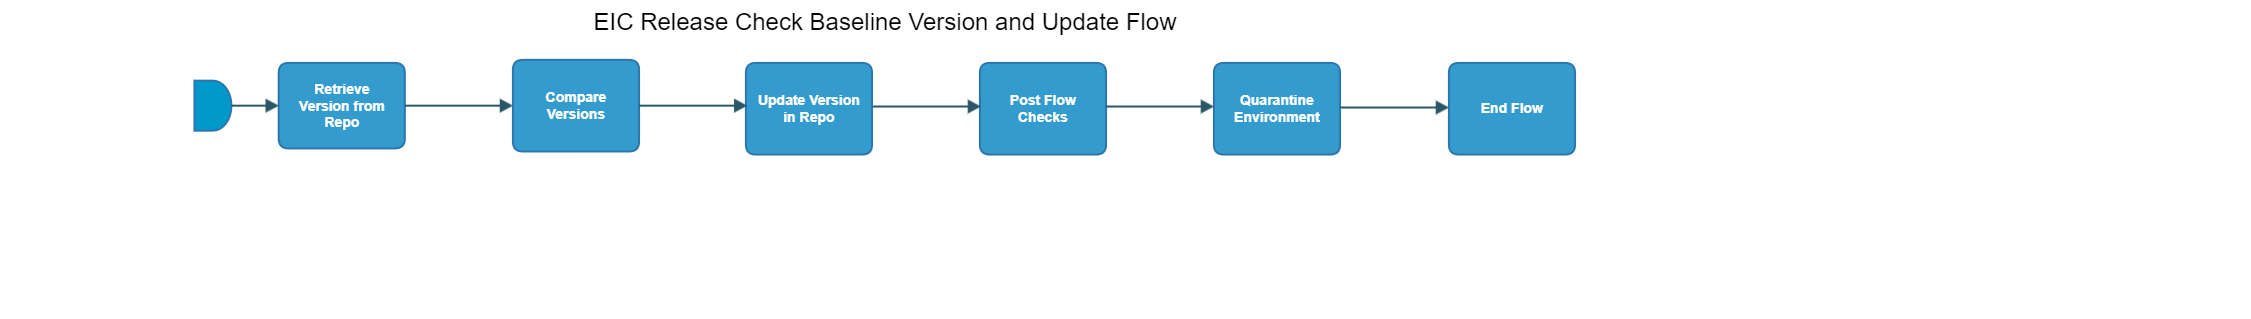 EIC Release Check Baseline Version and Update Flow
Retrieve
Version from
Repo
Compare
Versions
Update Version
in Repo
Post Flow
Checks
Quarantine
Environment
End Flow